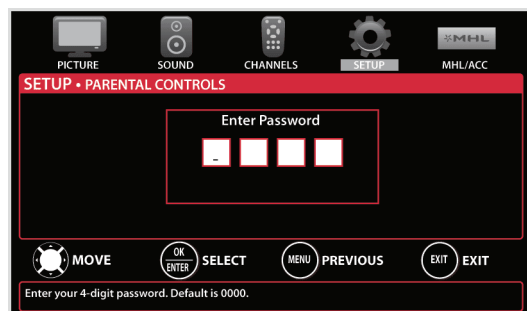 PICTURE SOUND CHANNELS SETUP MHL/ACC
MHL
SETUP • PARENTAL CONTROLS
Enter Password
_
MOVE OK ENTER SELECT MENU PREVIOUS EXIT EXIT
Enter your 4-digit password. Default is 0000.